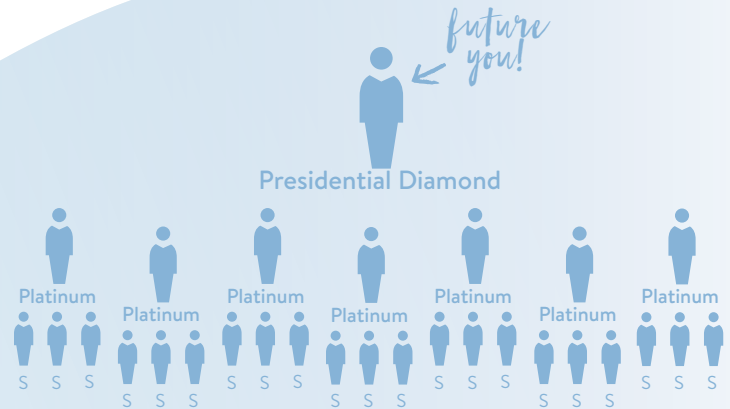 future
you!
Presidential Diamond
Platinum Platinum Platinum Platinum
Platinum Platinum Platinum
S S S S S S S S S S S S
S S S S S S S S S